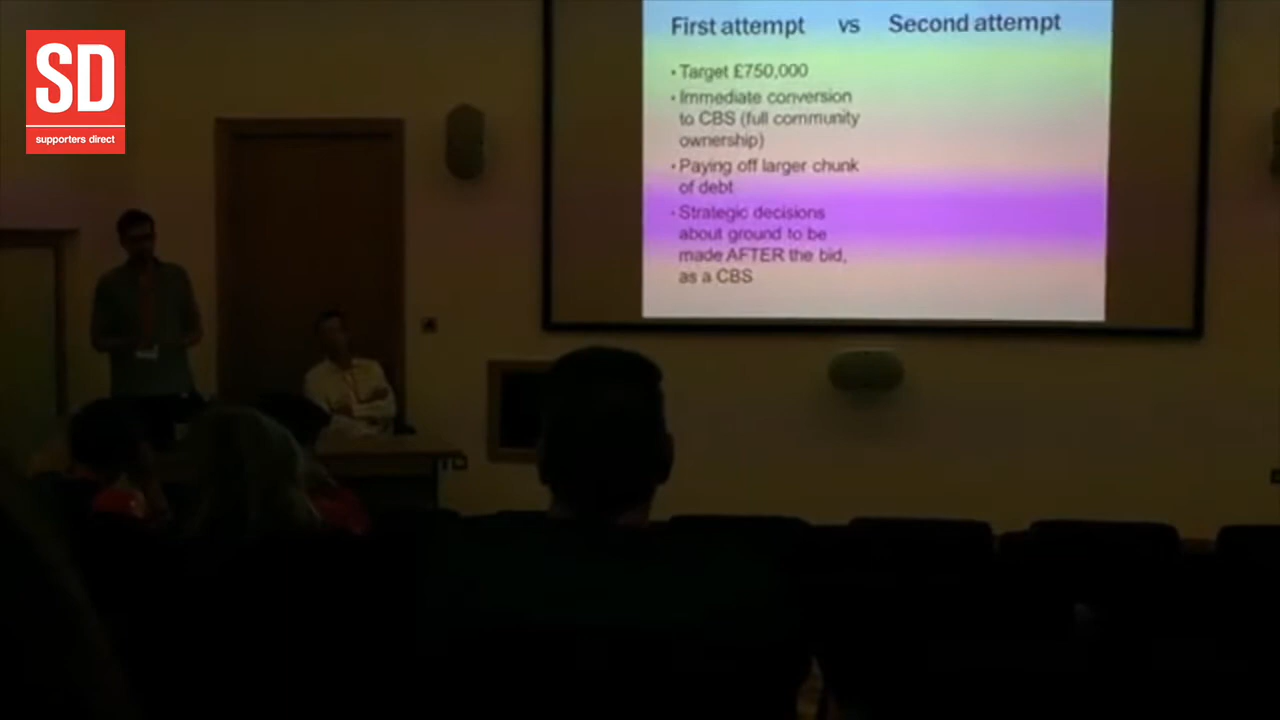 SD
supporters direct
First attempt vs Second attempt
• Target £750,000
• Immediate conversion
to CBS (full community
ownership)
• Paying off larger chunk
of debt
• Strategic decisions
about ground to be
made AFTER the bid,
as a CBS